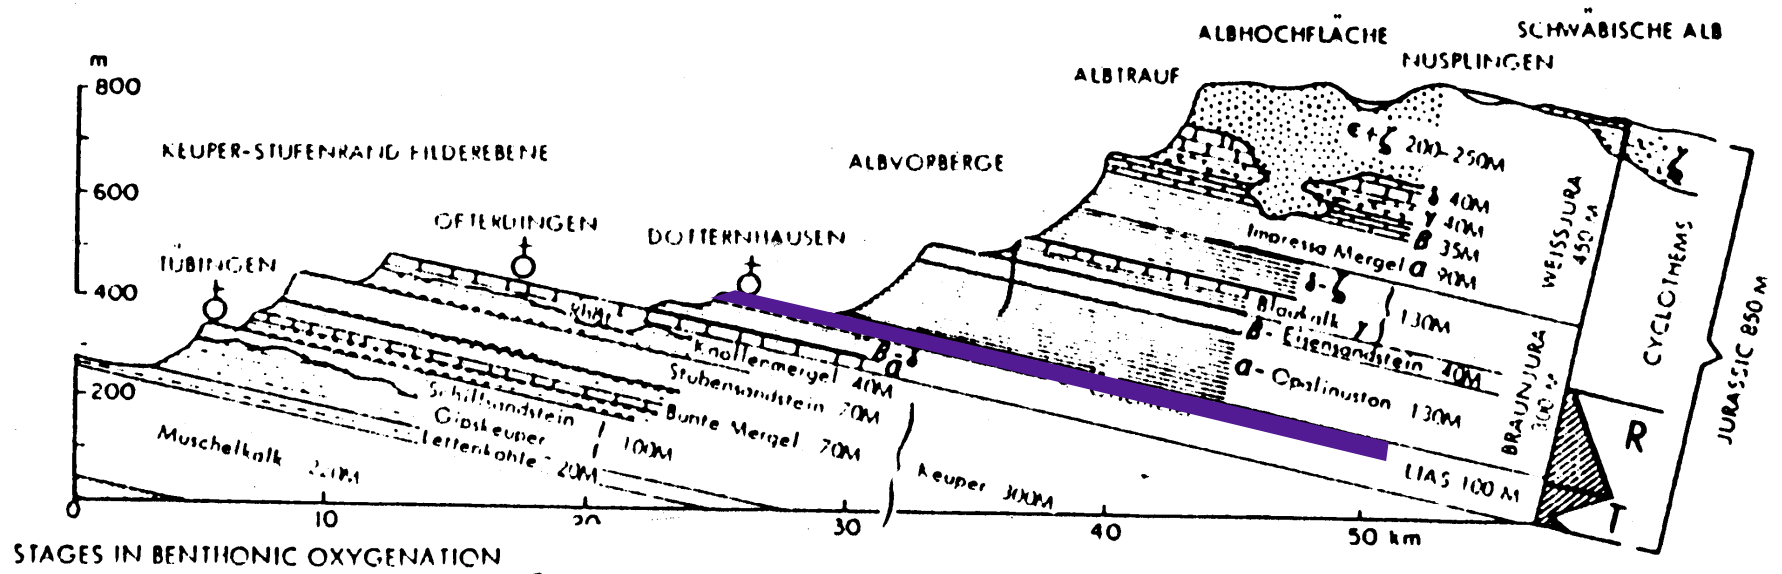 ALBHOCHFLÄCHE
SCHWÄBISCHE ALB
NUSPLINGEN
ALBTRAUF
m
800
KEUPER-STUFENRAND FILDEREBENE
ALBVORBERGE
ε + ζ 200-250M
ζ
600
δ 40M
γ 40M
β 35M
OFTERDINGEN
DOTTERNHAUSEN
Impressa Mergel α 90M
WEISSJURA
450 M
TÜBINGEN
400
δ-ζ
Blaukalk γ
130M
CYCLOTHEMS
JURASSIC 850 M
β - Eisensandstein 40M
β-δ
α
Knollenmergel 40M
Stubensandstein 70M
α - Opalinuston 130M
BRAUNJURA
300 M
200
Schilfsandstein
Bunte Mergel 70M
Gipskeuper
100M
Lettenkohle 20M
Muschelkalk
R
LIAS 100 M
Keuper 300M
T
0
10
20
30
40
50 km
STAGES IN BENTHONIC OXYGENATION